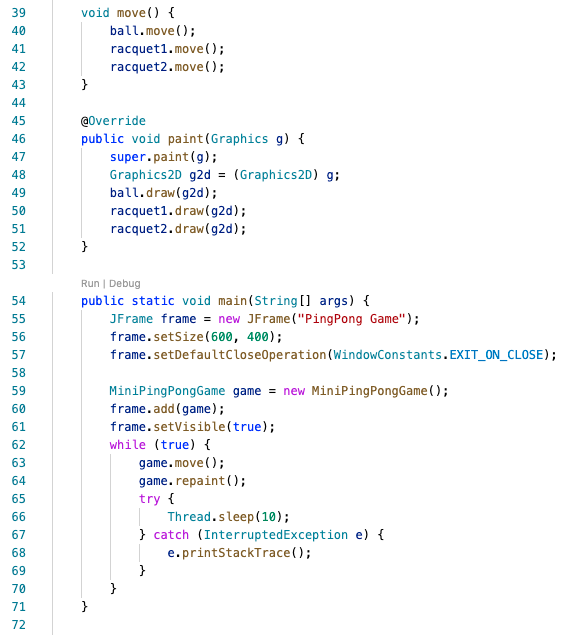 39 void move() {
40 ball.move();
41 racquet1.move();
42 racquet2.move();
43 }
44
45 @Override
46 public void paint(Graphics g) {
47 super.paint(g);
48 Graphics2D g2d = (Graphics2D) g;
49 ball.draw(g2d);
50 racquet1.draw(g2d);
51 racquet2.draw(g2d);
52 }
53
Run | Debug
54 public static void main(String[] args) {
55 JFrame frame = new JFrame("PingPong Game");
56 frame.setSize(600, 400);
57 frame.setDefaultCloseOperation(WindowConstants.EXIT_ON_CLOSE);
58
59 MiniPingPongGame game = new MiniPingPongGame();
60 frame.add(game);
61 frame.setVisible(true);
62 while (true) {
63 game.move();
64 game.repaint();
65 try {
66 Thread.sleep(10);
67 } catch (InterruptedException e) {
68 e.printStackTrace();
69 }
70 }
71 }
72